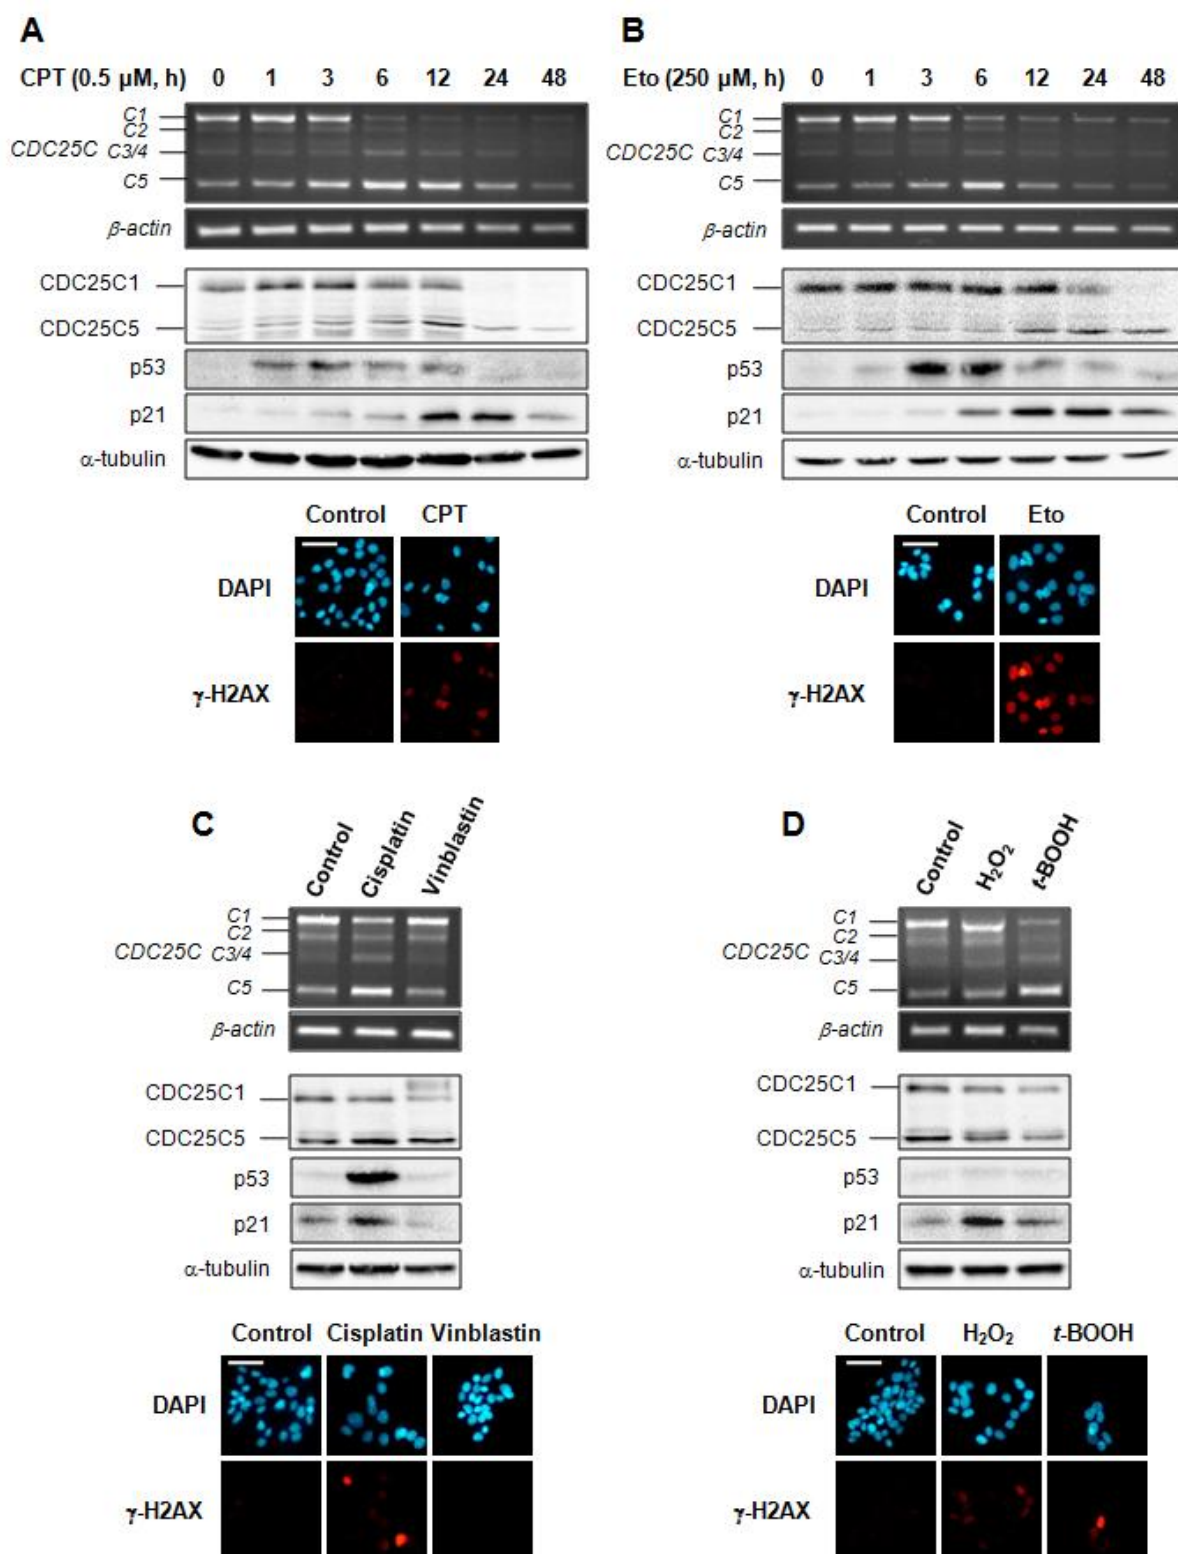 A
CPT (0.5 µM, h) 0 1 3 6 12 24 48
C1
C2
CDC25C C3/4
C5
β-actin
CDC25C1
CDC25C5
p53
p21
α-tubulin
Control CPT
DAPI
γ-H2AX
B
Eto (250 µM, h) 0 1 3 6 12 24 48
C1
C2
CDC25C C3/4
C5
β-actin
CDC25C1
CDC25C5
p53
p21
α-tubulin
Control Eto
DAPI
γ-H2AX
C
Control Cisplatin Vinblastin
C1
C2
CDC25C C3/4
C5
β-actin
CDC25C1
CDC25C5
p53
p21
α-tubulin
Control Cisplatin Vinblastin
DAPI
γ-H2AX
D
Control H₂O₂ t-BOOH
C1
C2
CDC25C C3/4
C5
β-actin
CDC25C1
CDC25C5
p53
p21
α-tubulin
Control H₂O₂ t-BOOH
DAPI
γ-H2AX